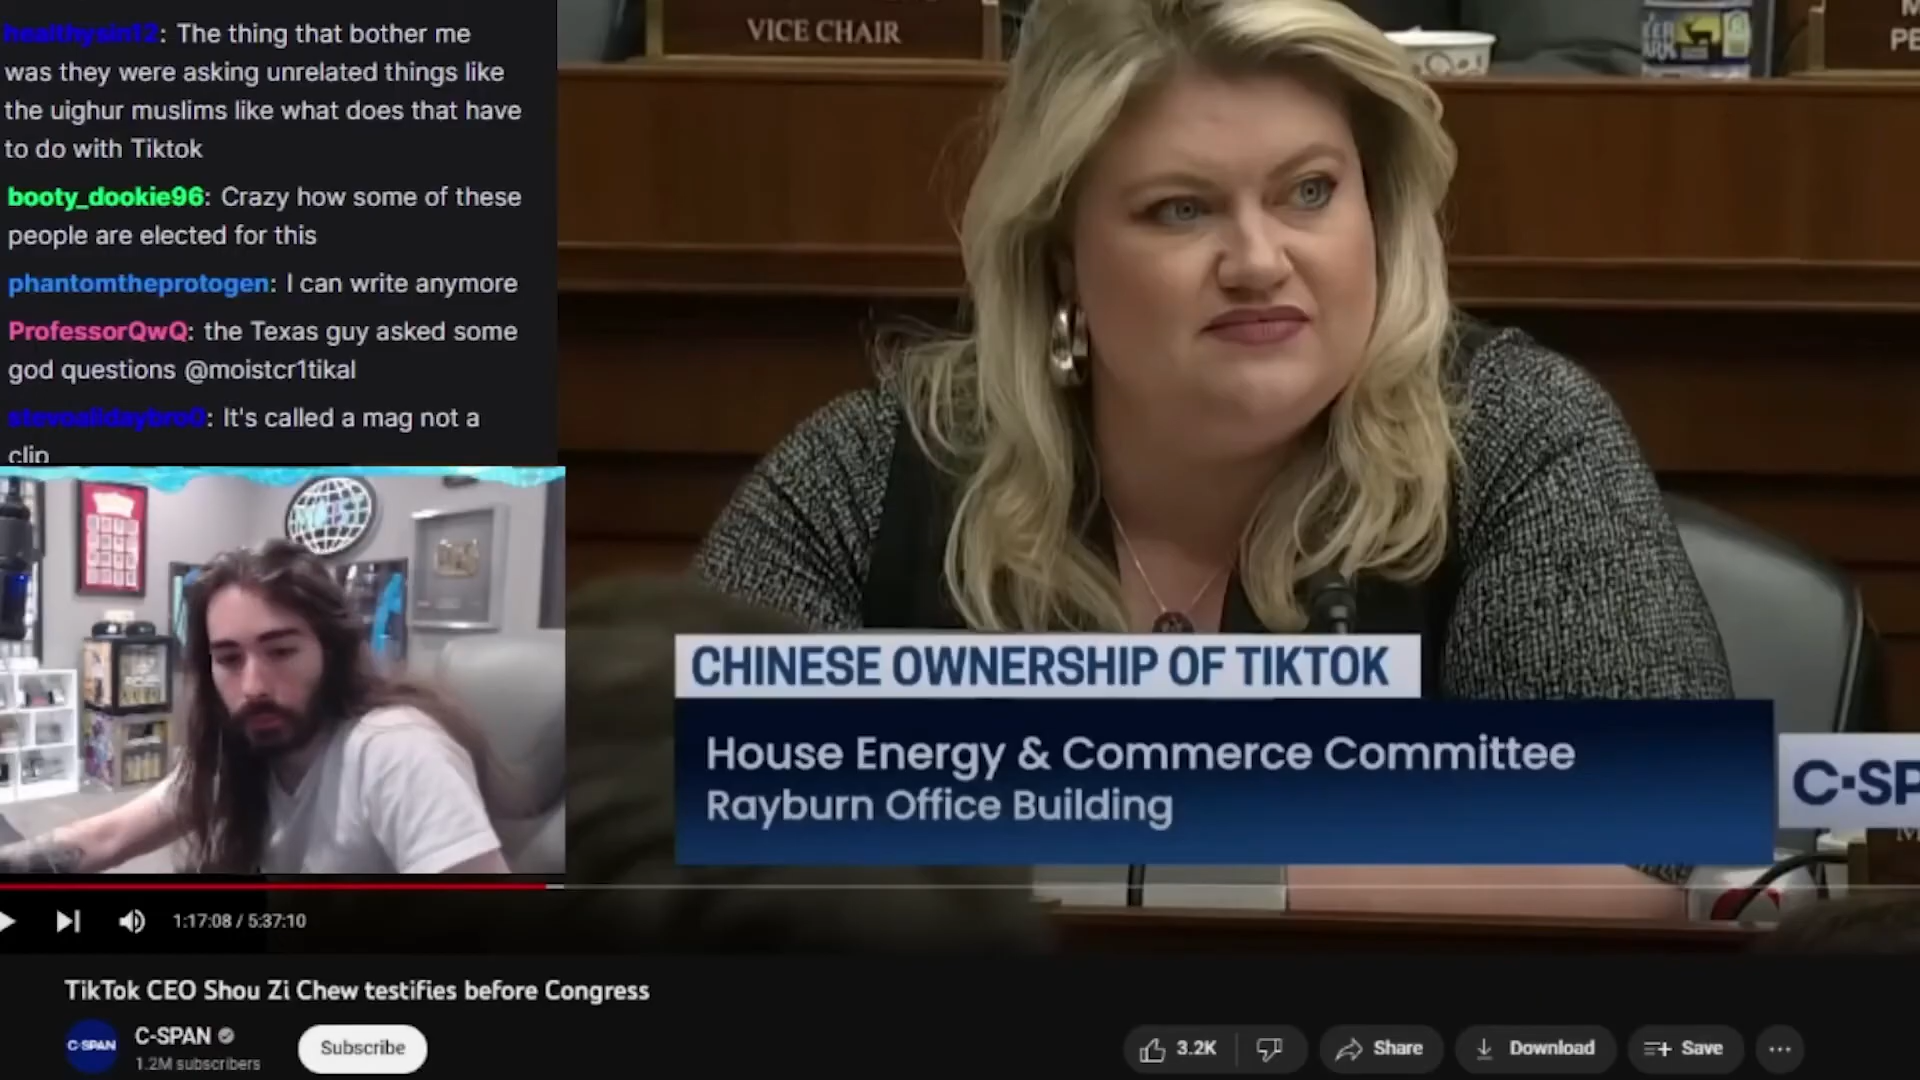 healthysin12: The thing that bother me
was they were asking unrelated things like
the uighur muslims like what does that have
to do with Tiktok
booty_dookie96: Crazy how some of these
people are elected for this
phantomtheprotogen: I can write anymore
ProfessorQwQ: the Texas guy asked some
god questions @moistcr1tikal
stevoalldaybro0: It's called a mag not a
clip
VICE CHAIR
MOIST
CHINESE OWNERSHIP OF TIKTOK
House Energy & Commerce Committee
Rayburn Office Building
C-SP
1:17:08 / 5:37:10
TikTok CEO Shou Zi Chew testifies before Congress
C-SPAN
C-SPAN
1.2M subscribers
Subscribe
3.2K
Share
Download
Save